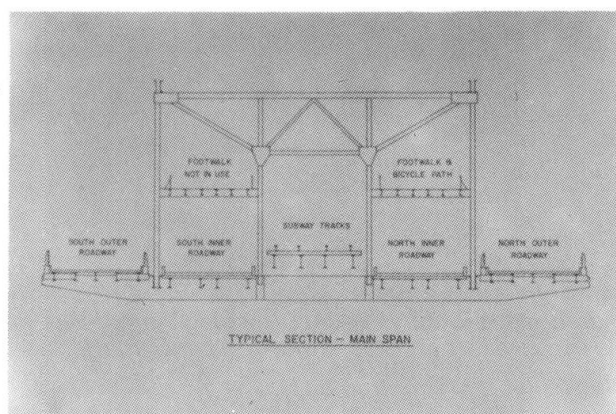 FOOTWALK
NOT IN USE
FOOTWALK &
BICYCLE PATH
SUBWAY TRACKS
SOUTH OUTER
ROADWAY
SOUTH INNER
ROADWAY
NORTH INNER
ROADWAY
NORTH OUTER
ROADWAY
TYPICAL SECTION – MAIN SPAN